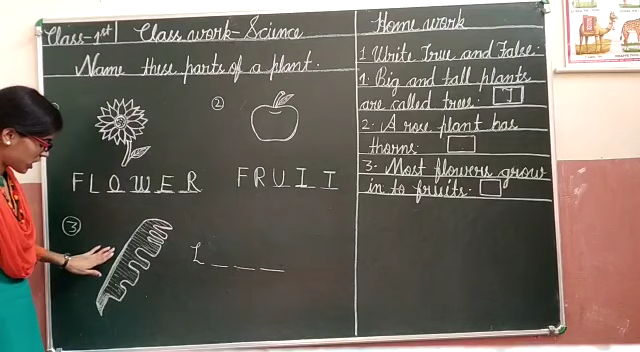 Class-1st
Class work-Science
Name these parts of a plant.
②
FLOWER
FRUIT
③
L _ _ _
Home work
1 Write True and False.
1. Big and tall plants
are called trees. [T]
2. A rose plant has
thorns.
3. Most flowers grow
in to fruits.